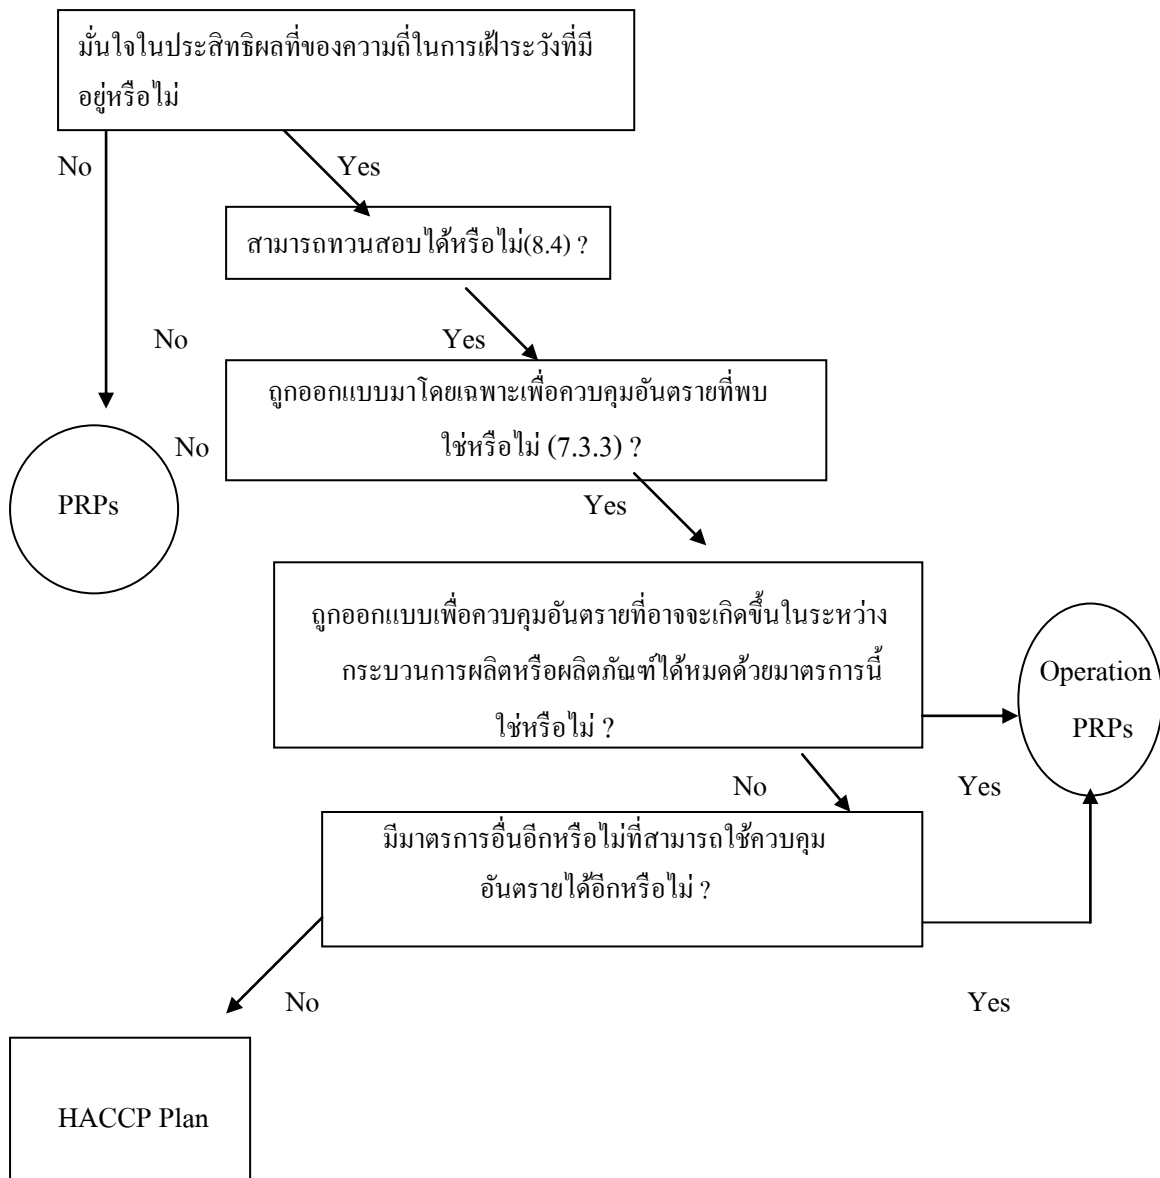 มั่นใจในประสิทธิผลที่ของความถี่ในการเฝ้าระวังที่มี
อยู่หรือไม่
No
Yes
สามารถทวนสอบได้หรือไม่(8.4) ?
No
Yes
ถูกออกแบบมาโดยเฉพาะเพื่อควบคุมอันตรายที่พบ
ใช่หรือไม่ (7.3.3) ?
No
PRPs
Yes
ถูกออกแบบเพื่อควบคุมอันตรายที่อาจจะเกิดขึ้นในระหว่าง
กระบวนการผลิตหรือผลิตภัณฑ์ได้หมดด้วยมาตรการนี้
ใช่หรือไม่ ?
Operation
PRPs
No
Yes
มีมาตรการอื่นอีกหรือไม่ที่สามารถใช้ควบคุม
อันตรายได้อีกหรือไม่ ?
No
Yes
HACCP Plan